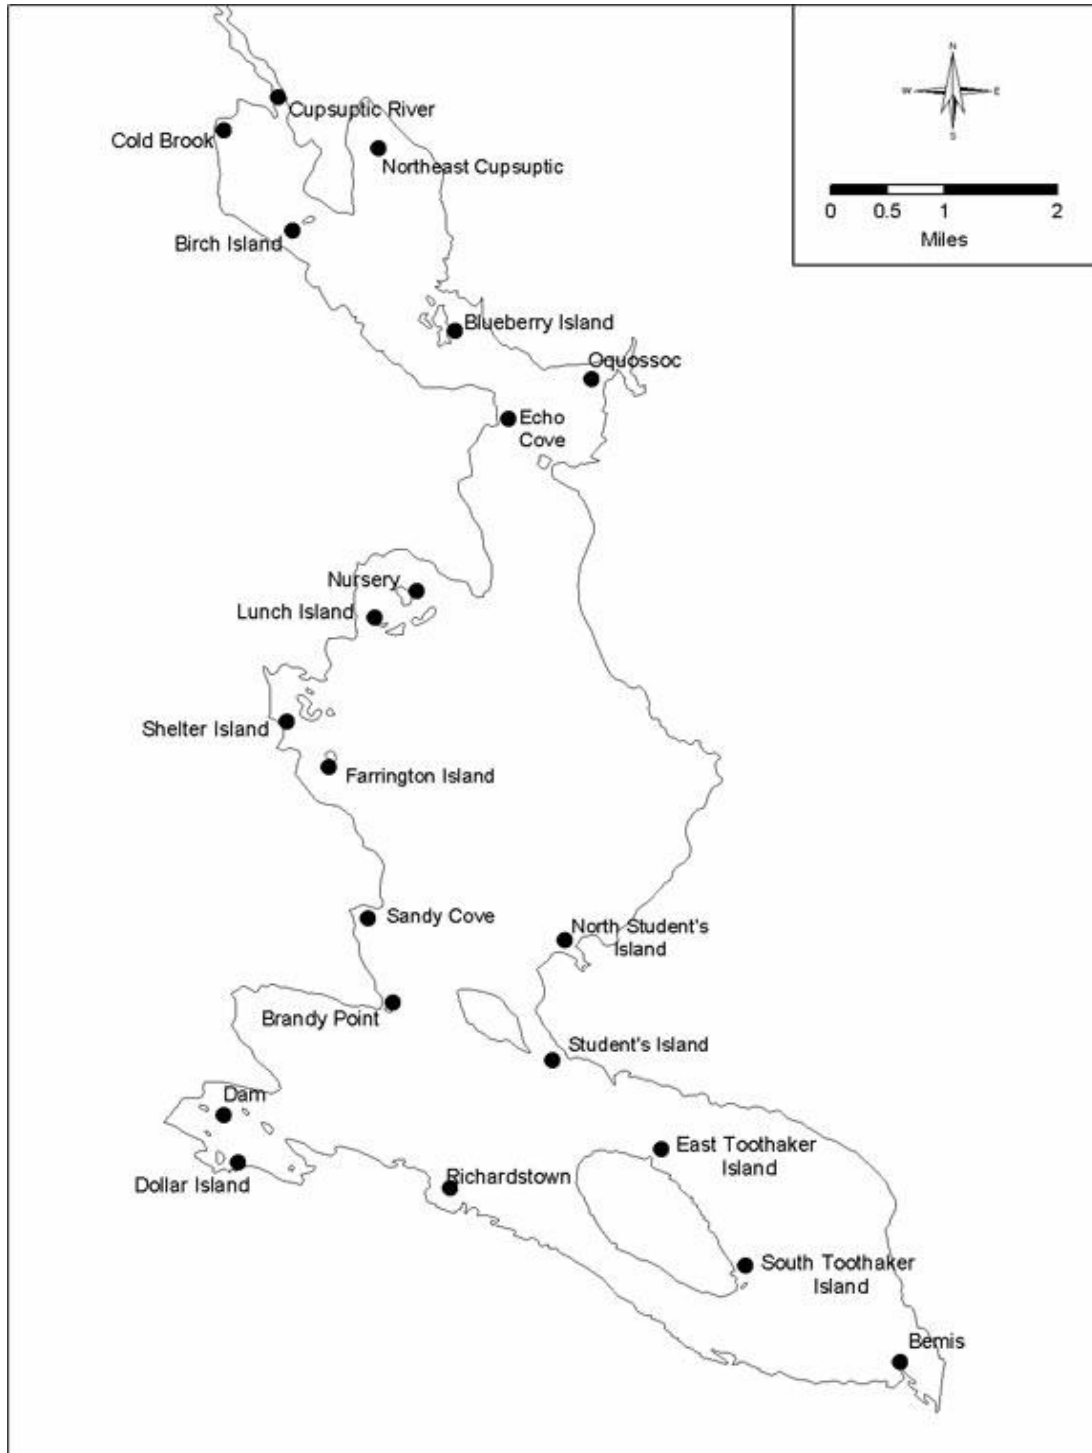 N
W E
S
0 0.5 1 2
Miles
Cupsuptic River
Cold Brook
Northeast Cupsuptic
Birch Island
Blueberry Island
Oquossoc
Echo
Cove
Nursery
Lunch Island
Shelter Island
Farrington Island
Sandy Cove
North Student's
Island
Brandy Point
Student's Island
Dam
East Toothaker
Island
Richardstown
Dollar Island
South Toothaker
Island
Bemis